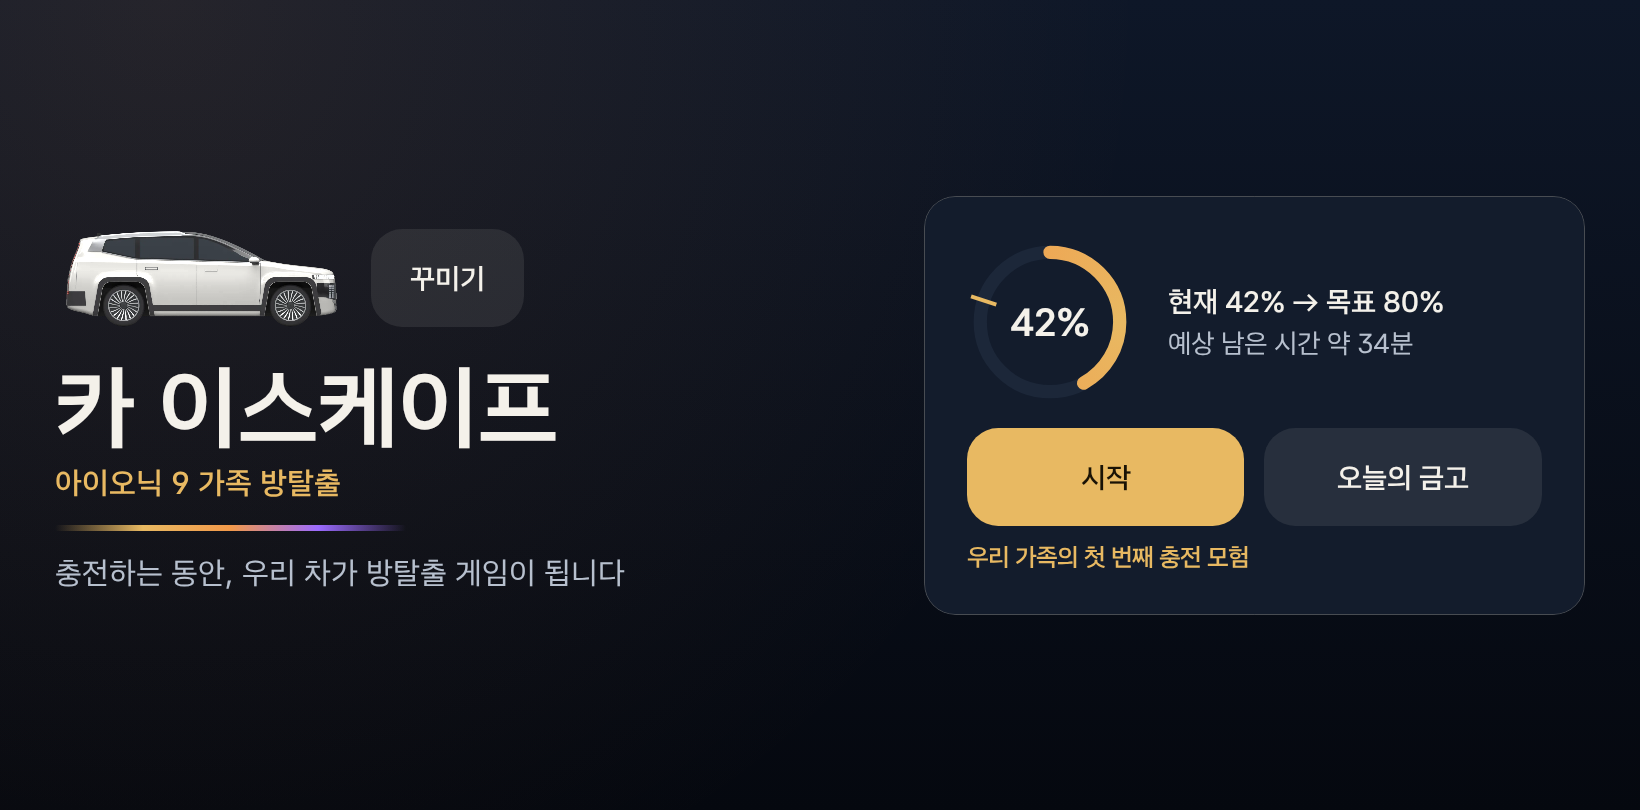 꾸미기
카 이스케이프
아이오닉 9 가족 방탈출
충전하는 동안, 우리 차가 방탈출 게임이 됩니다
42%
현재 42% → 목표 80%
예상 남은 시간 약 34분
시작
오늘의 금고
우리 가족의 첫 번째 충전 모험